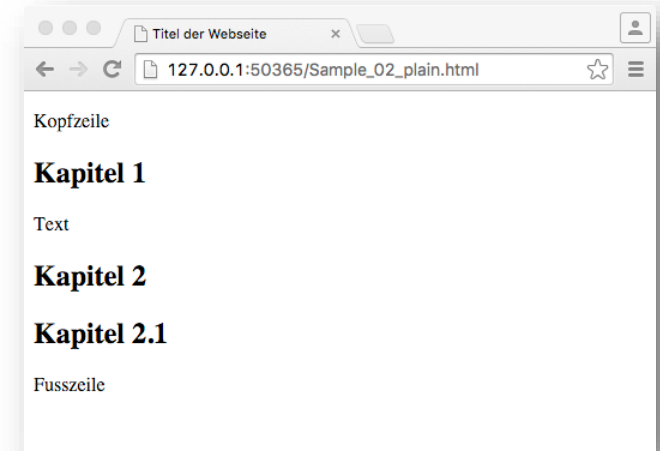 Titel der Webseite
127.0.0.1:50365/Sample_02_plain.html
Kopfzeile
Kapitel 1
Text
Kapitel 2
Kapitel 2.1
Fusszeile